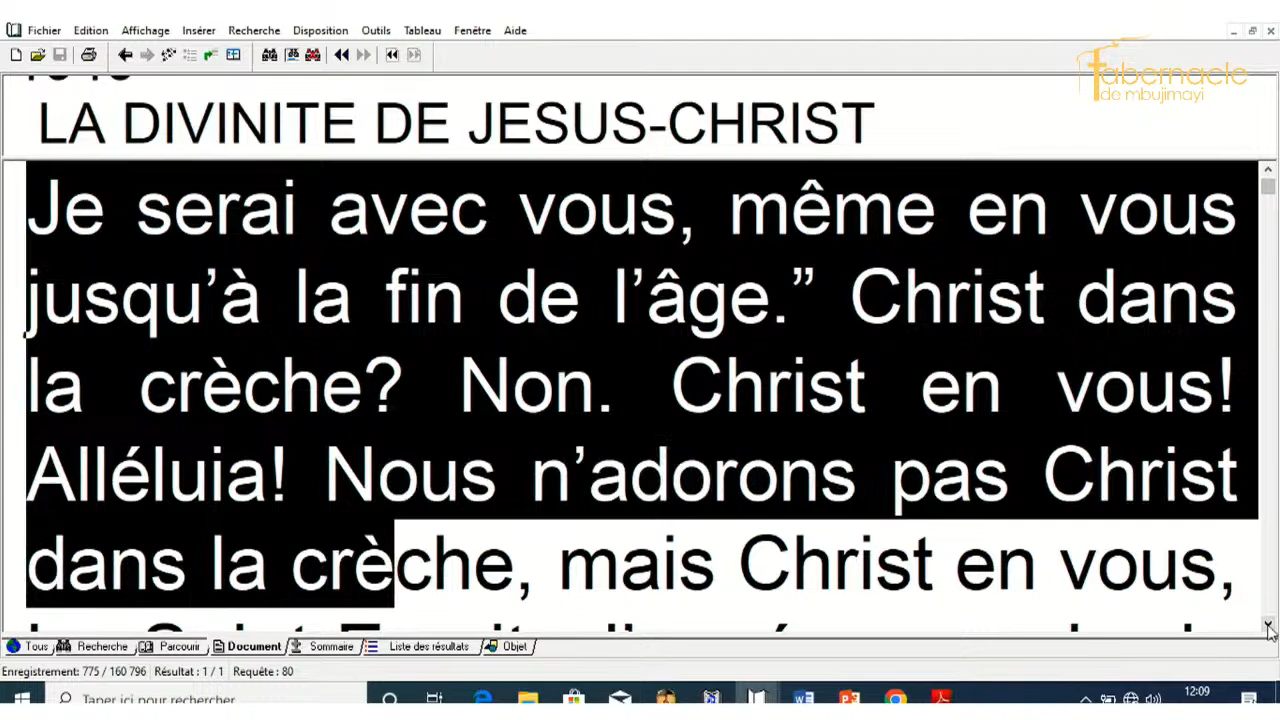 Fichier Edition Affichage Insérer Recherche Disposition Outils Tableau Fenêtre Aide
Tabernacle
de mbujimayi
LA DIVINITE DE JESUS-CHRIST
Je serai avec vous, même en vous
jusqu’à la fin de l’âge.” Christ dans
la crèche? Non. Christ en vous!
Alléluia! Nous n’adorons pas Christ
dans la crèche, mais Christ en vous,
Tous Recherche Parcourir Document Sommaire Liste des résultats Objet
Enregistrement: 775 / 160 796 Résultat : 1 / 1 Requête : 80
Taper ici pour rechercher
12:09